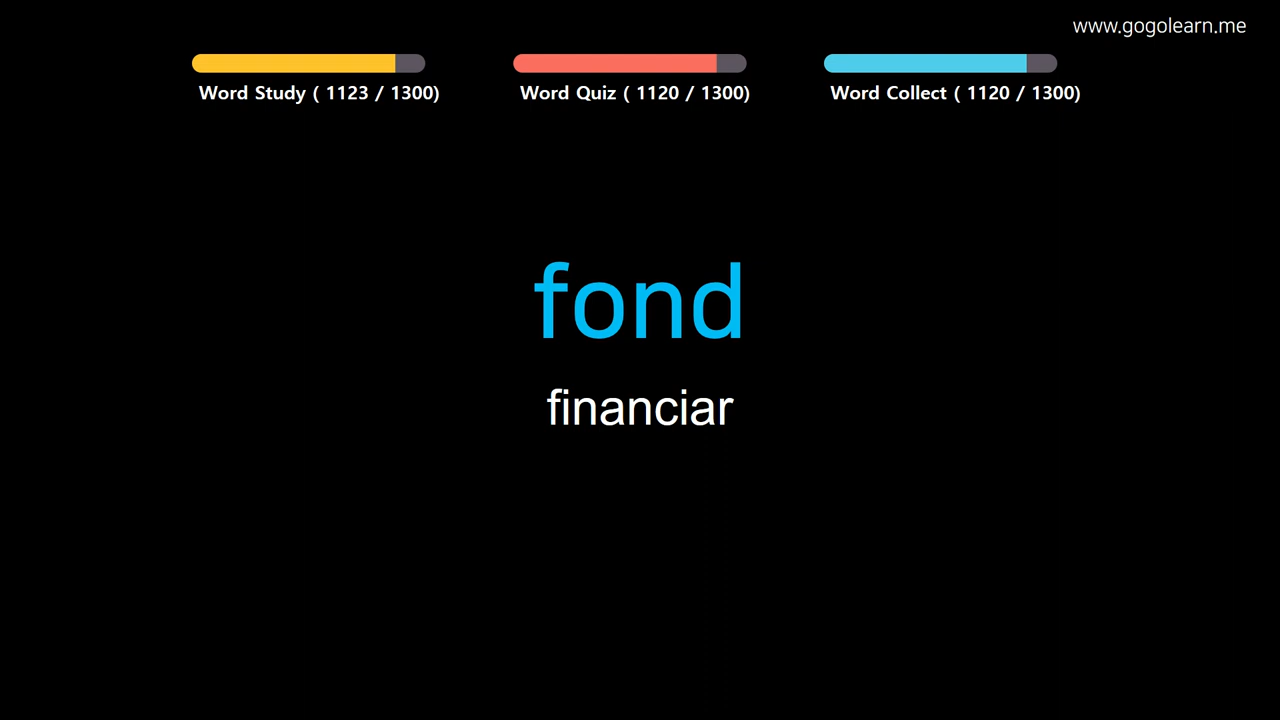 www.gogolearn.me
Word Study ( 1123 / 1300)
Word Quiz ( 1120 / 1300)
Word Collect ( 1120 / 1300)
fond
financiar